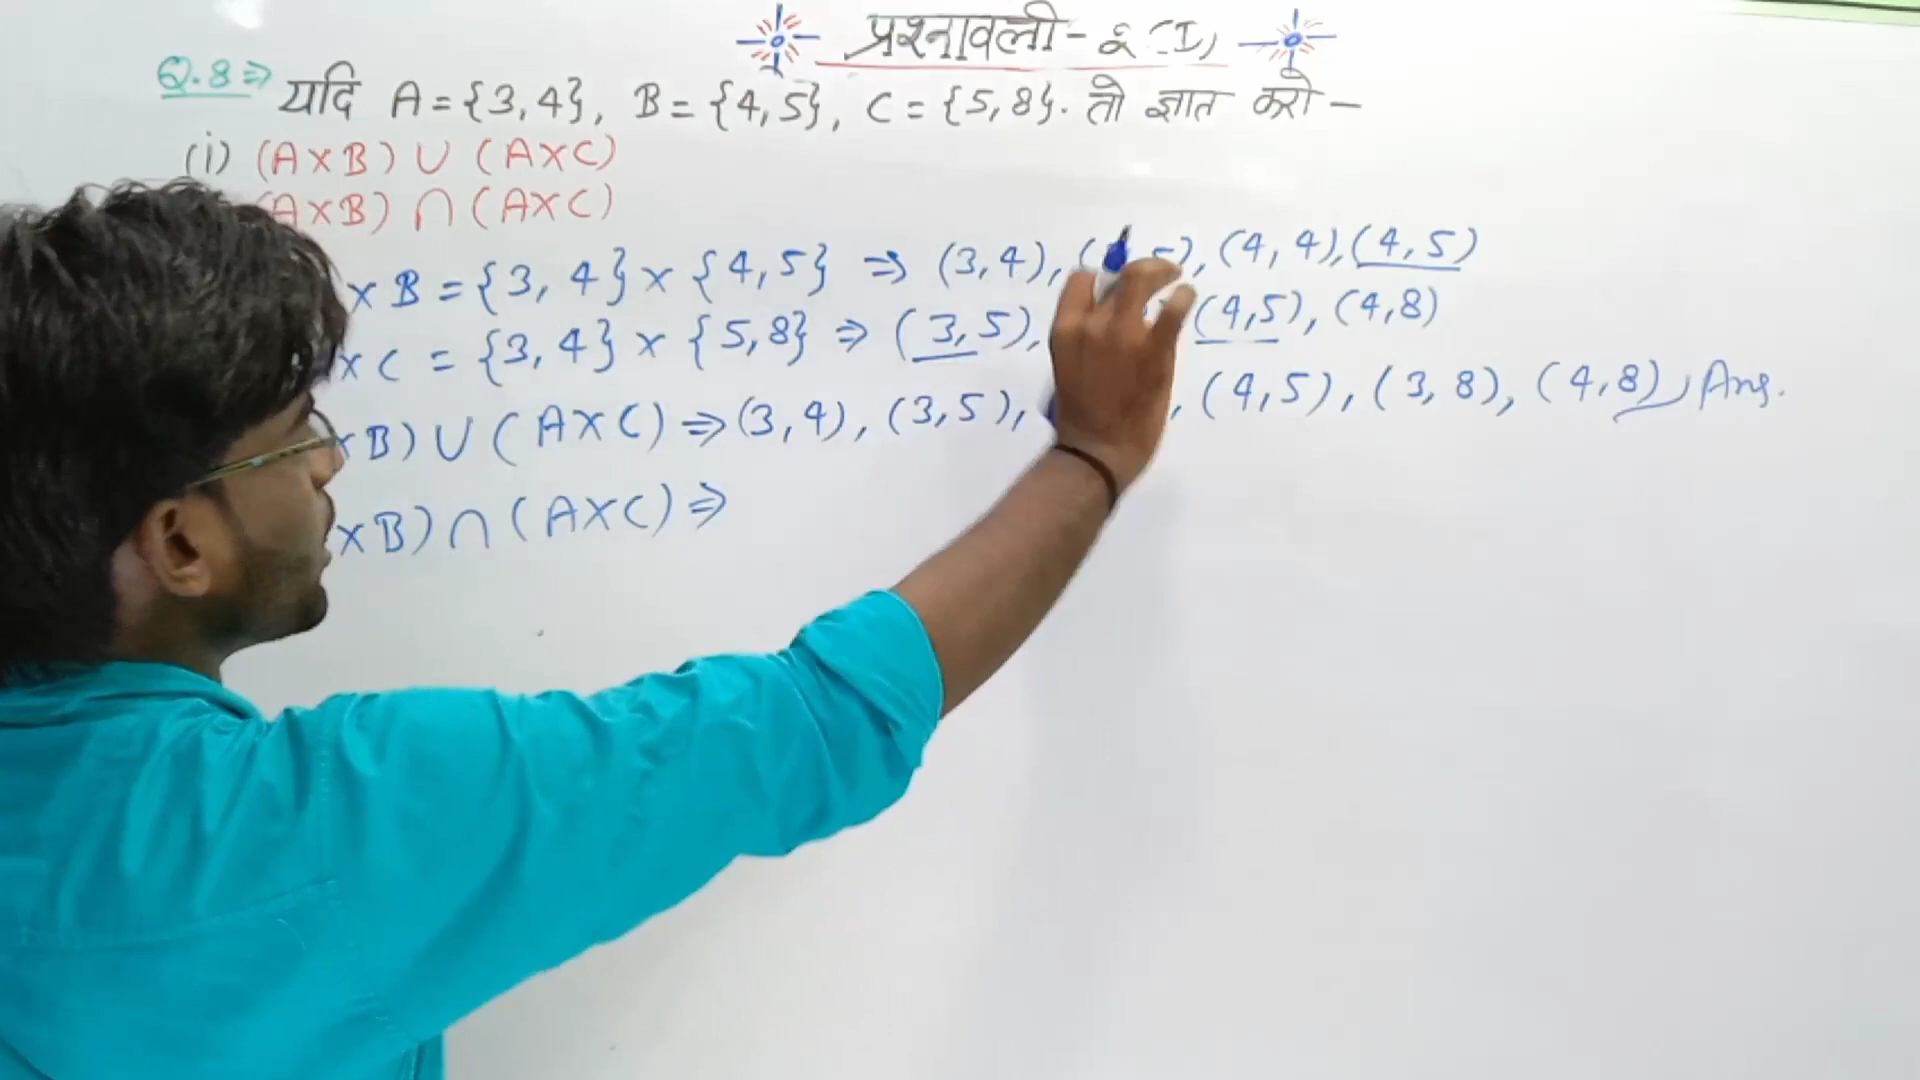 प्रश्नावली - 2 (I)
Q.8⇒ यदि A = {3,4}, B = {4,5}, C = {5,8}. तो ज्ञात करो -
(i) (A×B) ∪ (A×C)
(A×B) ∩ (A×C)
× B = {3, 4} × {4,5} ⇒ (3,4), ( 5), (4,4), (4,5)
× C = {3, 4} × {5,8} ⇒ (3,5), (4,5), (4,8)
×B) ∪ (A×C) ⇒ (3,4), (3,5), , (4,5), (3,8), (4,8) Ans.
×B) ∩ (A×C) ⇒